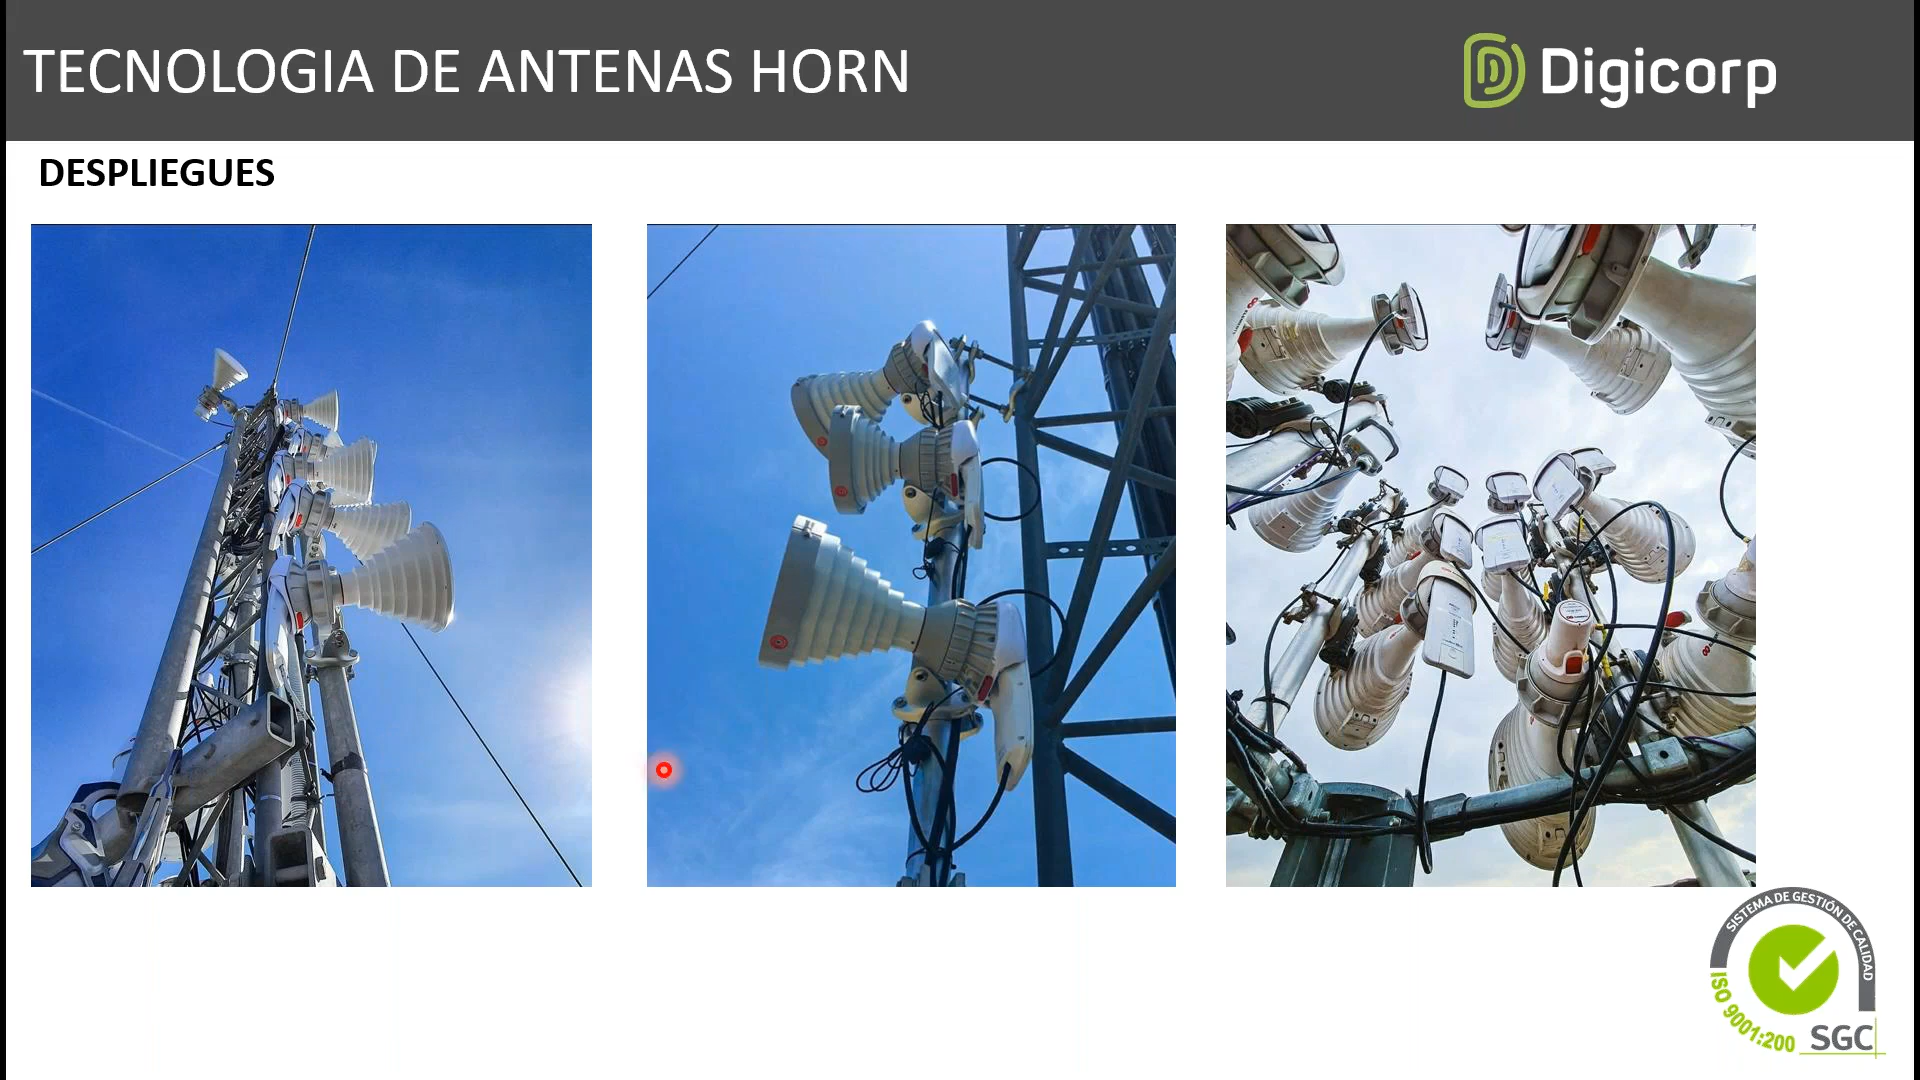 TECNOLOGIA DE ANTENAS HORN
Digicorp
DESPLIEGUES
SISTEMA DE GESTIÓN DE CALIDAD
ISO 9001:200
SGC